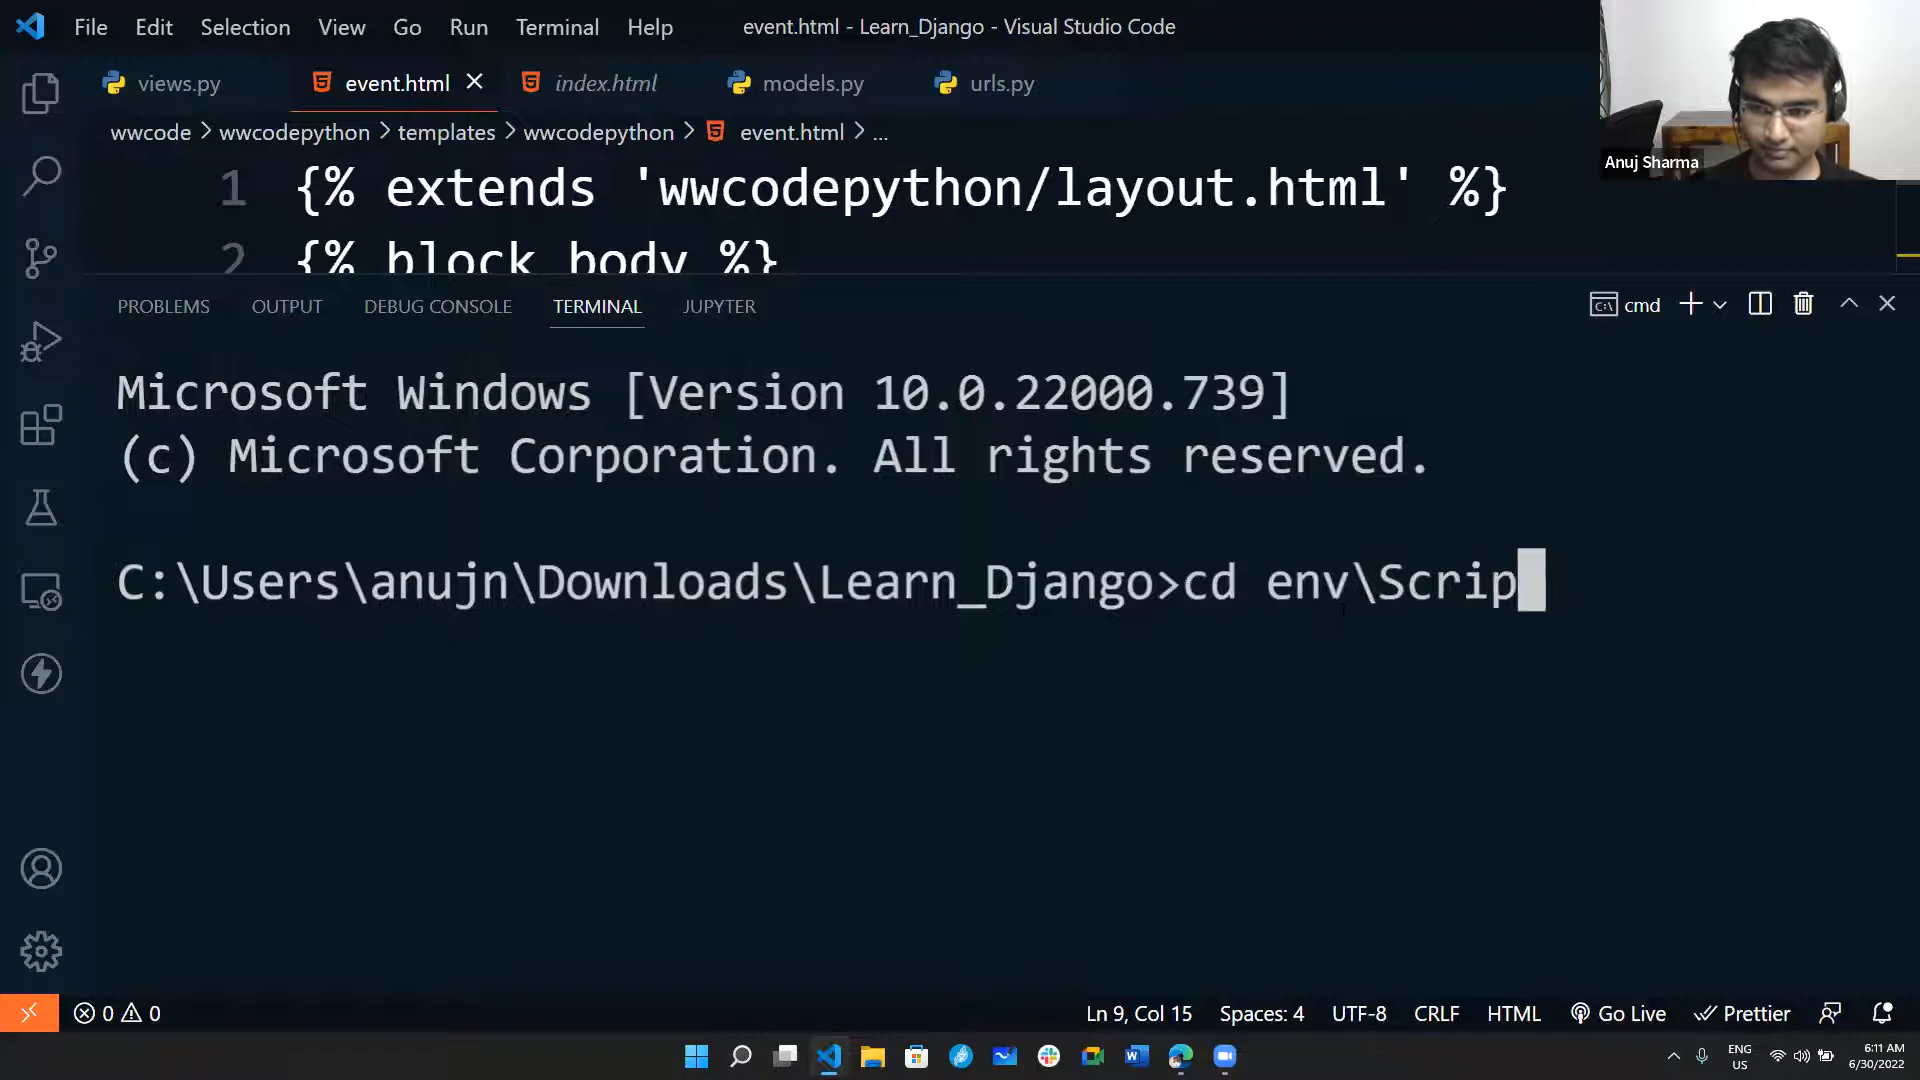 File Edit Selection View Go Run Terminal Help event.html - Learn_Django - Visual Studio Code
views.py event.html index.html models.py urls.py
wwcode > wwcodepython > templates > wwcodepython > event.html > ...
Anuj Sharma
1 {% extends 'wwcodepython/layout.html' %}
2 {% block body %}
PROBLEMS OUTPUT DEBUG CONSOLE TERMINAL JUPYTER cmd
Microsoft Windows [Version 10.0.22000.739]
(c) Microsoft Corporation. All rights reserved.
C:\Users\anujn\Downloads\Learn_Django>cd env\Scrip
0 0 Ln 9, Col 15 Spaces: 4 UTF-8 CRLF HTML Go Live Prettier
ENG 6:11 AM
US 6/30/2022